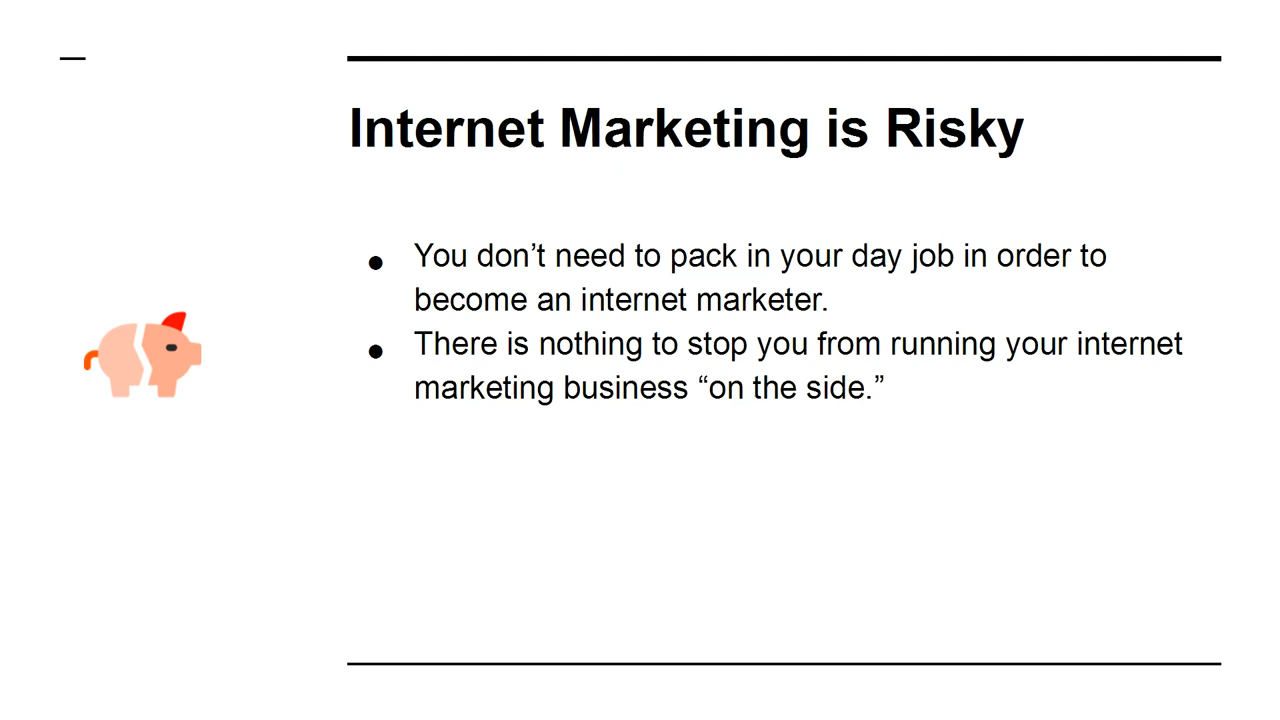 Internet Marketing is Risky
● You don’t need to pack in your day job in order to
become an internet marketer.
● There is nothing to stop you from running your internet
marketing business “on the side.”